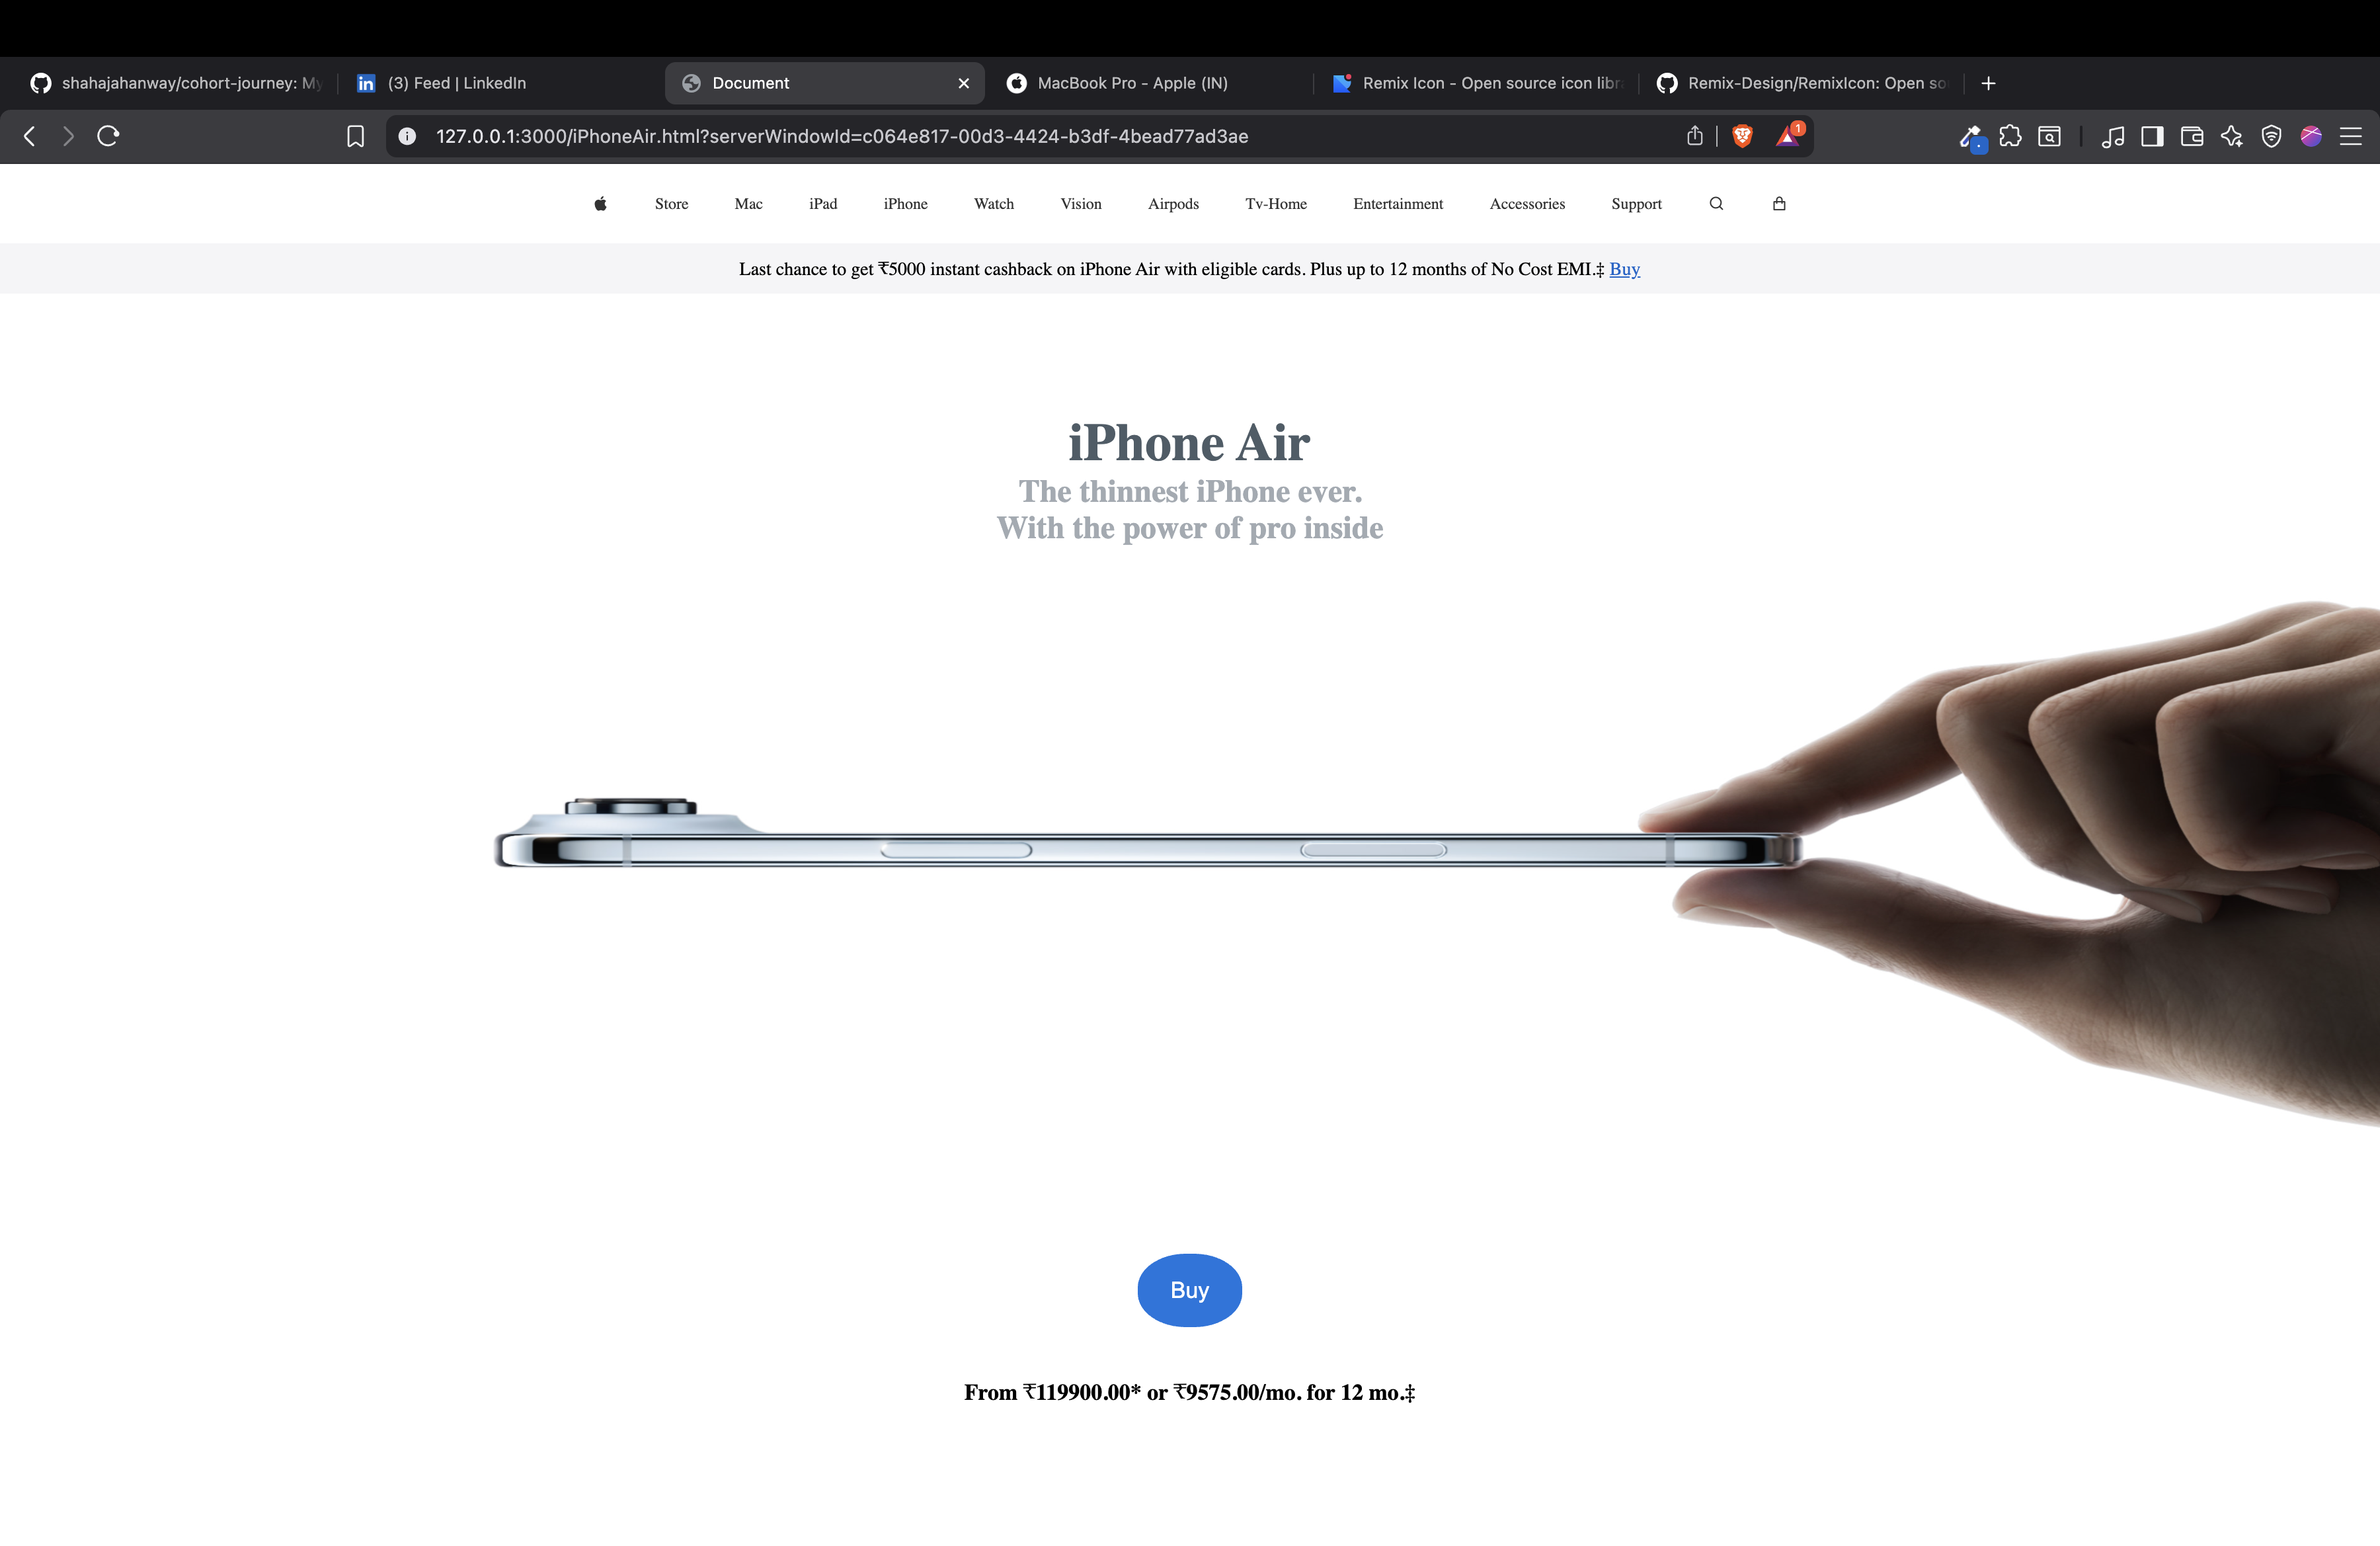 shahajahanway/cohort-journey: My
(3) Feed | LinkedIn
Document
MacBook Pro - Apple (IN)
Remix Icon - Open source icon libr
Remix-Design/RemixIcon: Open so
127.0.0.1:3000/iPhoneAir.html?serverWindowId=c064e817-00d3-4424-b3df-4bead77ad3ae
1
Store Mac iPad iPhone Watch Vision Airpods Tv-Home Entertainment Accessories Support
Last chance to get ₹5000 instant cashback on iPhone Air with eligible cards. Plus up to 12 months of No Cost EMI.‡ Buy
iPhone Air
The thinnest iPhone ever.
With the power of pro inside
Buy
From ₹119900.00* or ₹9575.00/mo. for 12 mo.‡